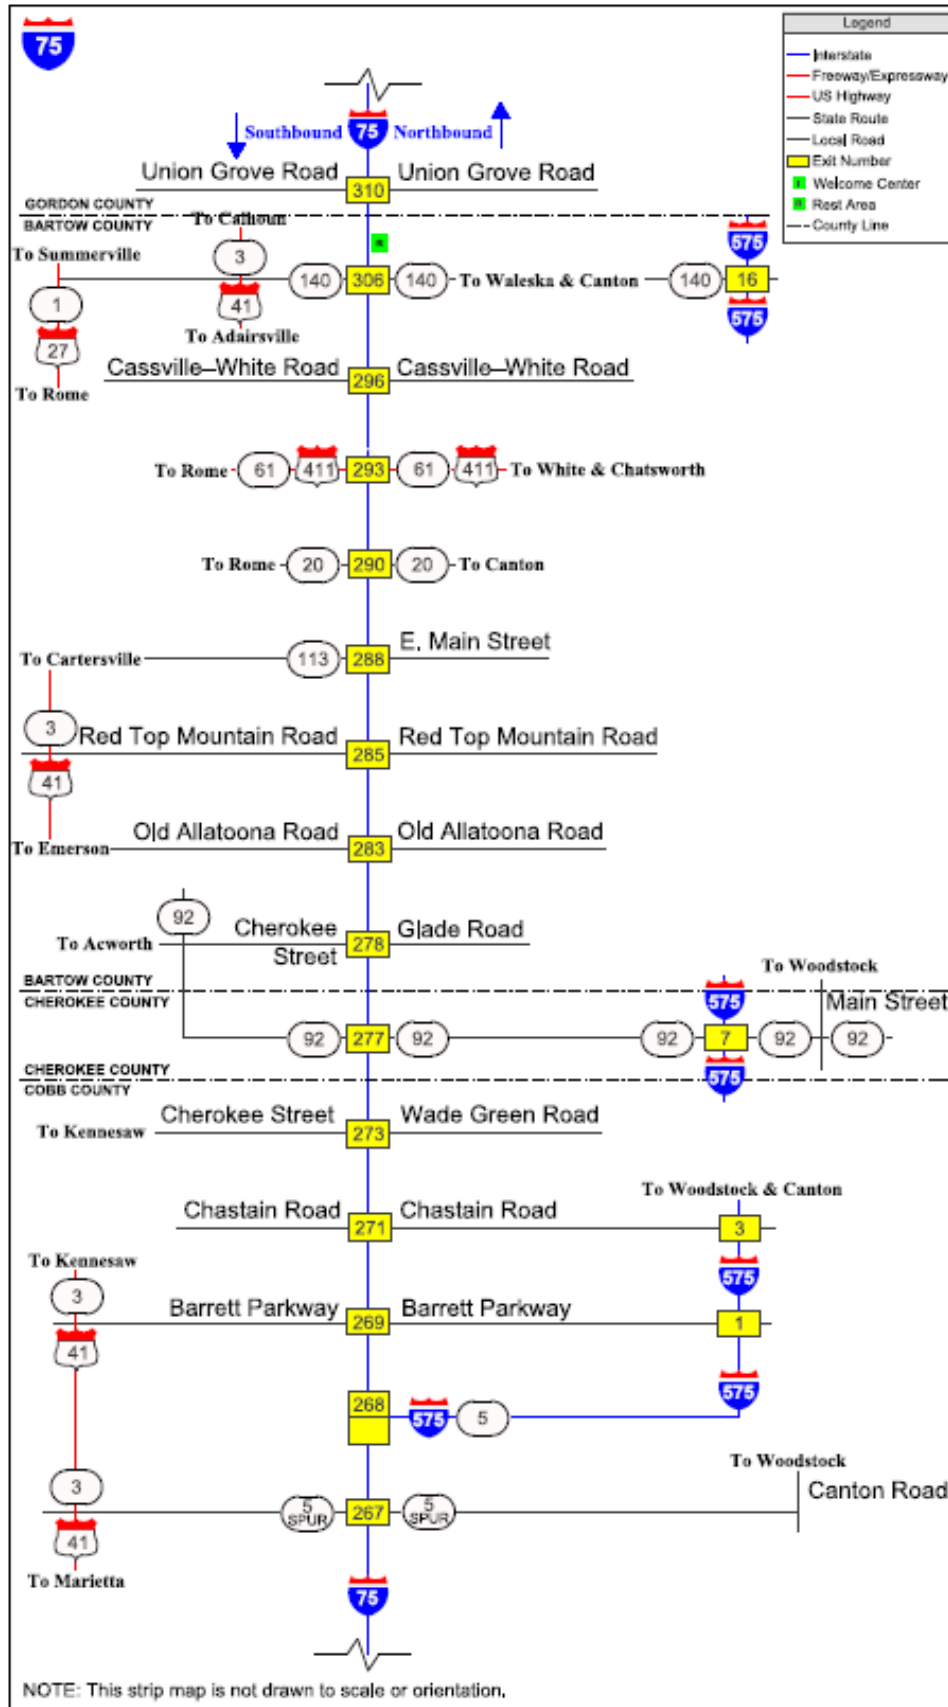 75
Legend
Interstate
Freeway/Expressway
US Highway
State Route
Local Road
Exit Number
Welcome Center
R Rest Area
County Line
Southbound 75 Northbound
Union Grove Road 310 Union Grove Road
GORDON COUNTY
BARTOW COUNTY
To Calhoun
575
R
To Summerville
3
140 306 140 To Waleska & Canton 140 16
1
41
575
To Adairsville
27
To Rome
Cassville–White Road 296 Cassville–White Road
To Rome 61 411 293 61 411 To White & Chatsworth
To Rome 20 290 20 To Canton
To Cartersville 113 288 E. Main Street
3
Red Top Mountain Road 285 Red Top Mountain Road
41
To Emerson
Old Allatoona Road 283 Old Allatoona Road
92
To Acworth
Cherokee Street 278 Glade Road
BARTOW COUNTY
CHEROKEE COUNTY
To Woodstock
575
Main Street
92 277 92 92 7 92 92
575
CHEROKEE COUNTY
COBB COUNTY
To Kennesaw
Cherokee Street 273 Wade Green Road
To Woodstock & Canton
Chastain Road 271 Chastain Road 3
To Kennesaw
575
3
Barrett Parkway 269 Barrett Parkway 1
41
575
268 575 5
To Woodstock
Canton Road
3
5 SPUR 267 5 SPUR
41
To Marietta
75
NOTE: This strip map is not drawn to scale or orientation.